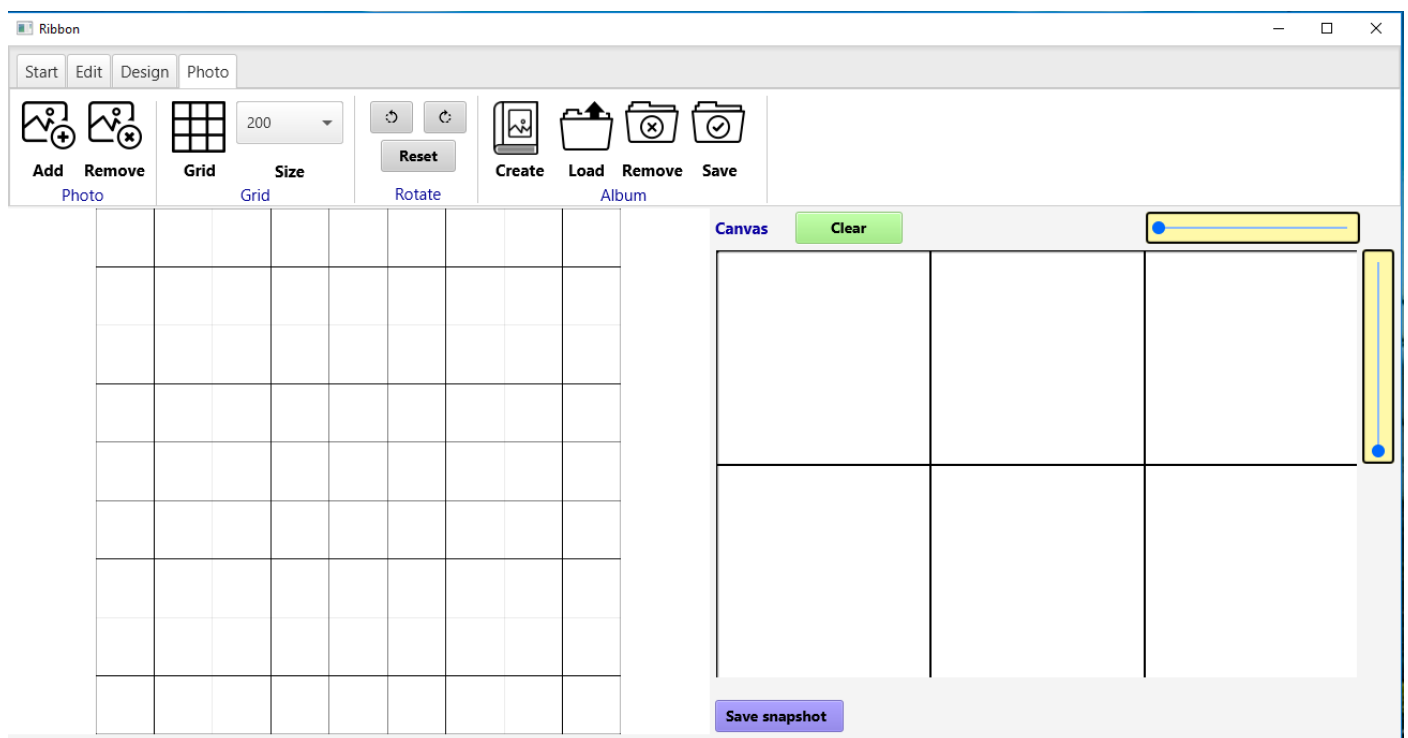 Ribbon
Start Edit Design Photo
200
Reset
Add Remove Grid Size Create Load Remove Save
Photo Grid Rotate Album
Canvas Clear
Save snapshot